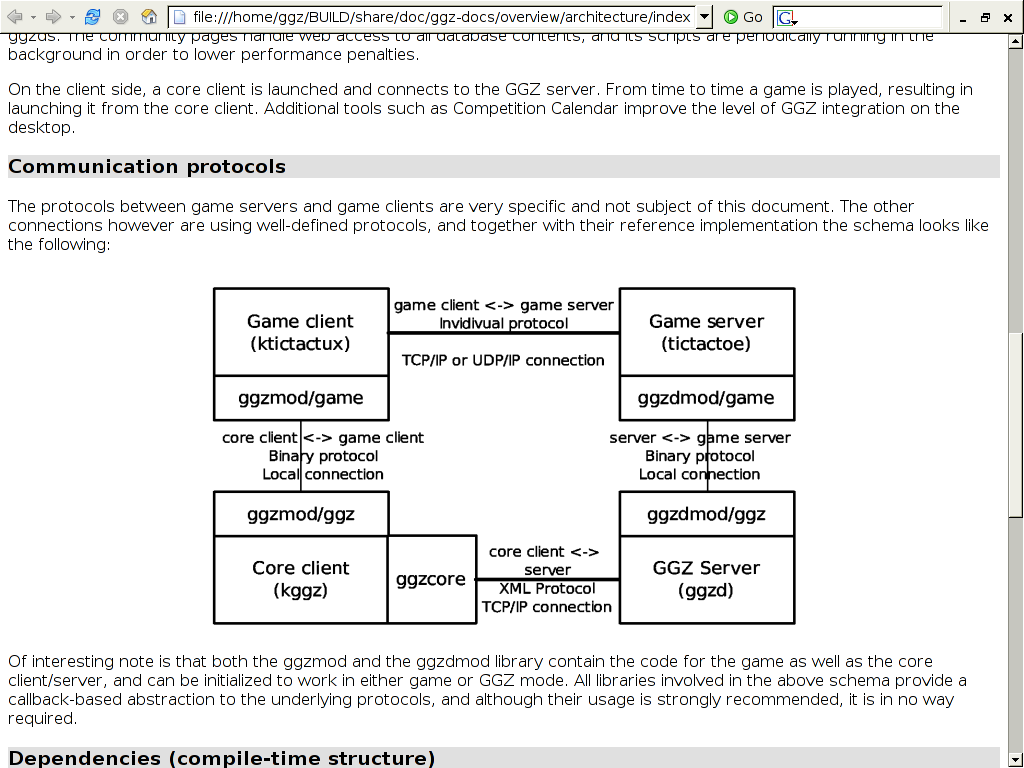 file:///home/ggz/BUILD/share/doc/ggz-docs/overview/architecture/index
Go
ggzds. The community pages handle web access to all database contents, and its scripts are periodically running in the
background in order to lower performance penalties.
On the client side, a core client is launched and connects to the GGZ server. From time to time a game is played, resulting in
launching it from the core client. Additional tools such as Competition Calendar improve the level of GGZ integration on the
desktop.
Communication protocols
The protocols between game servers and game clients are very specific and not subject of this document. The other
connections however are using well-defined protocols, and together with their reference implementation the schema looks like
the following:
Game client
(ktictactux)
ggzmod/game
game client <-> game server
Invidivual protocol
TCP/IP or UDP/IP connection
Game server
(tictactoe)
ggzdmod/game
core client <-> game client
Binary protocol
Local connection
server <-> game server
Binary protocol
Local connection
ggzmod/ggz
Core client
(kggz)
ggzcore
core client <->
server
XML Protocol
TCP/IP connection
ggzdmod/ggz
GGZ Server
(ggzd)
Of interesting note is that both the ggzmod and the ggzdmod library contain the code for the game as well as the core
client/server, and can be initialized to work in either game or GGZ mode. All libraries involved in the above schema provide a
callback-based abstraction to the underlying protocols, and although their usage is strongly recommended, it is in no way
required.
Dependencies (compile-time structure)